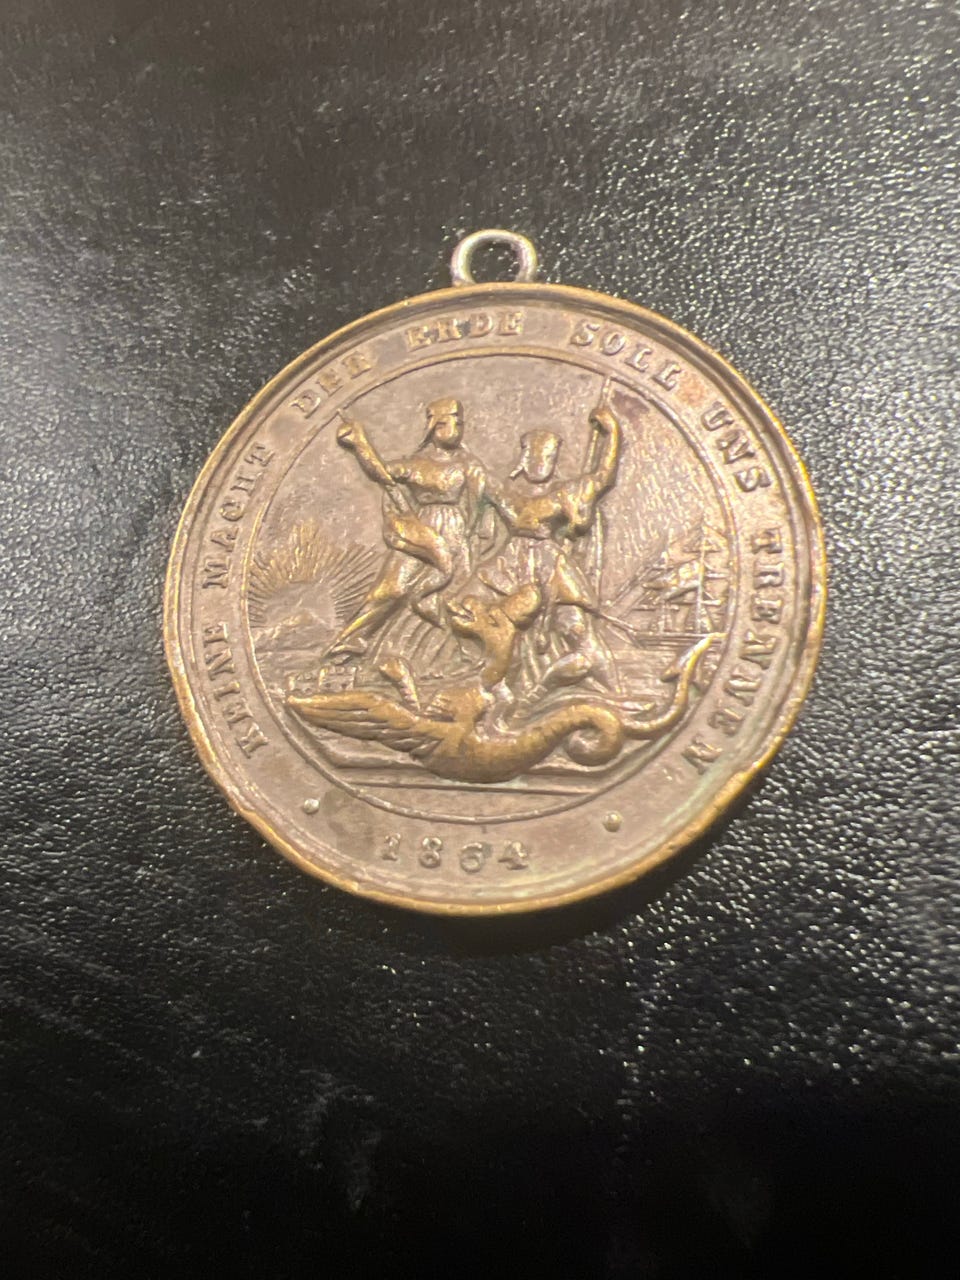 KEINE MACHT DER ERDE SOLL UNS TRENNEN
1864